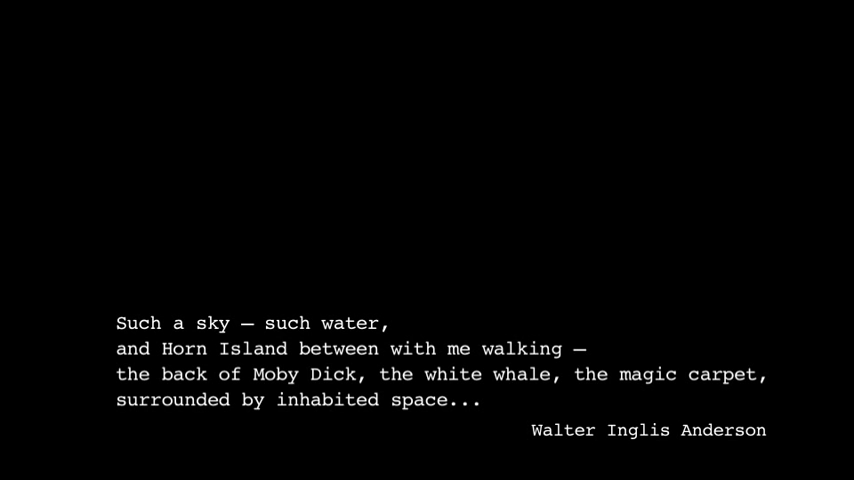 Such a sky — such water,
and Horn Island between with me walking —
the back of Moby Dick, the white whale, the magic carpet,
surrounded by inhabited space...
Walter Inglis Anderson